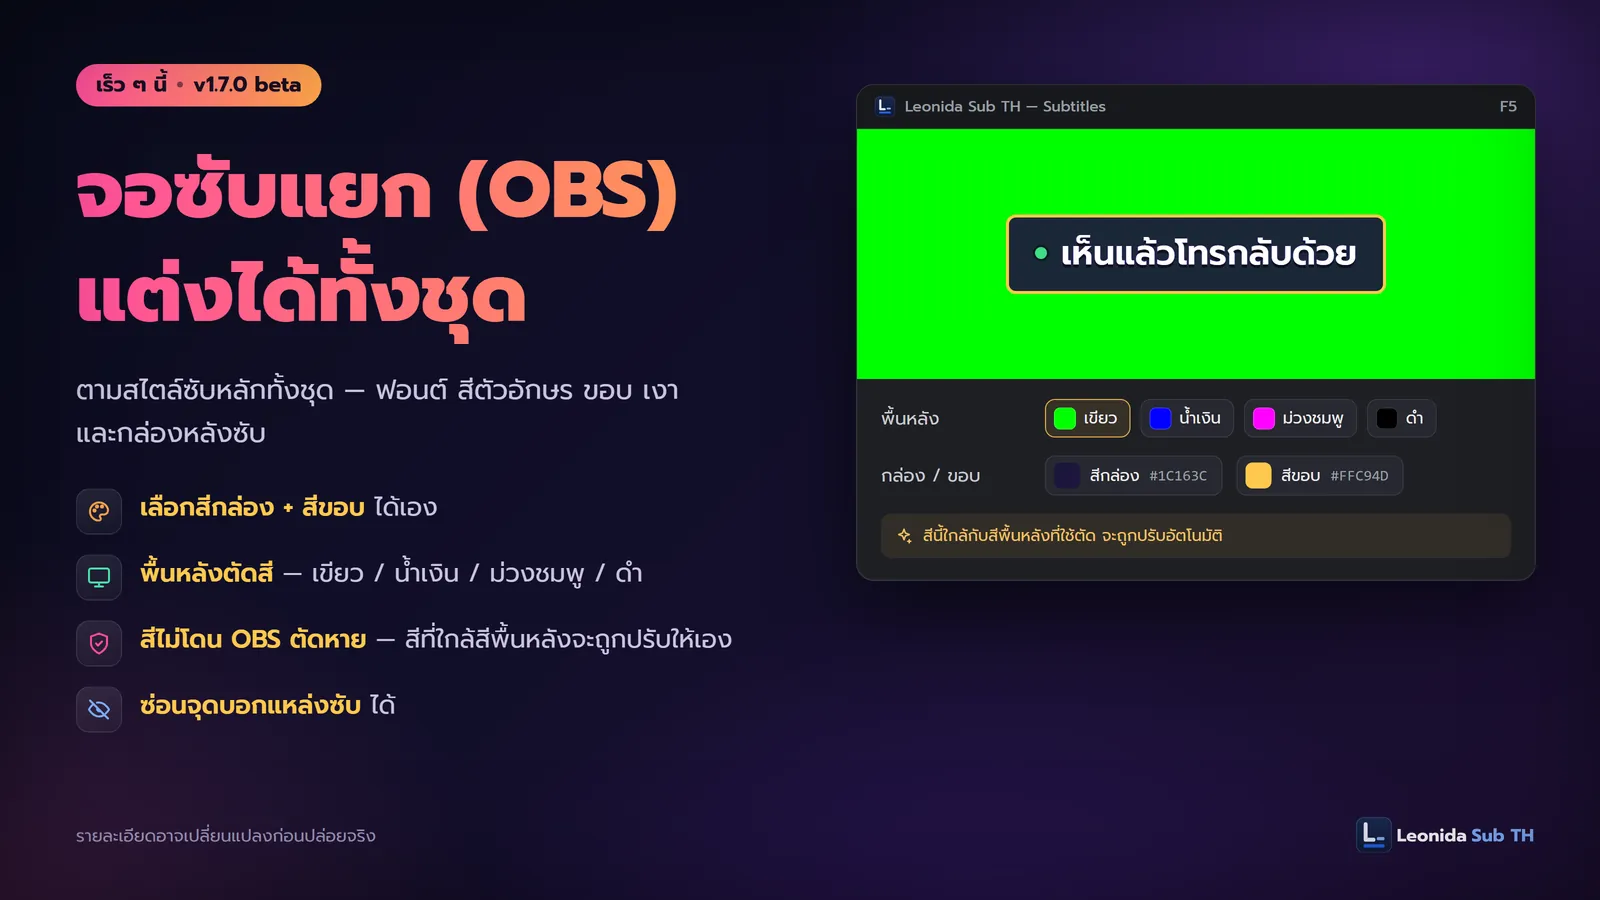 เร็ว ๆ นี้ • v1.7.0 beta
จอซับแยก (OBS)
แต่งได้ทั้งชุด
ตามสไตล์ซับหลักทั้งชุด — ฟอนต์ สีตัวอักษร ขอบ เงา
และกล่องหลังซับ
เลือกสีกล่อง + สีขอบ ได้เอง
พื้นหลังตัดสี — เขียว / น้ำเงิน / ม่วงชมพู / ดำ
สีไม่โดน OBS ตัดหาย — สีที่ใกล้สีพื้นหลังจะถูกปรับให้เอง
ซ่อนจุดบอกแหล่งซับ ได้
รายละเอียดอาจเปลี่ยนแปลงก่อนปล่อยจริง
L Leonida Sub TH — Subtitles F5
เห็นแล้วโทรกลับด้วย
พื้นหลัง เขียว น้ำเงิน ม่วงชมพู ดำ
กล่อง / ขอบ สีกล่อง #1C163C สีขอบ #FFC94D
สีนี้ใกล้กับสีพื้นหลังที่ใช้ตัด จะถูกปรับอัตโนมัติ
L Leonida Sub TH